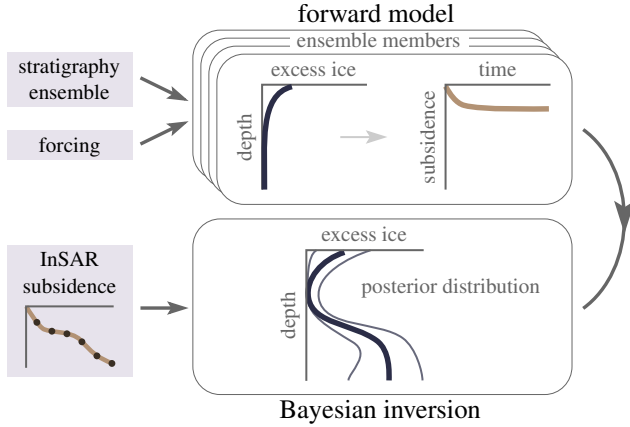 forward model
ensemble members
stratigraphy
ensemble
forcing
excess ice
depth
time
subsidence
InSAR
subsidence
excess ice
depth
posterior distribution
Bayesian inversion